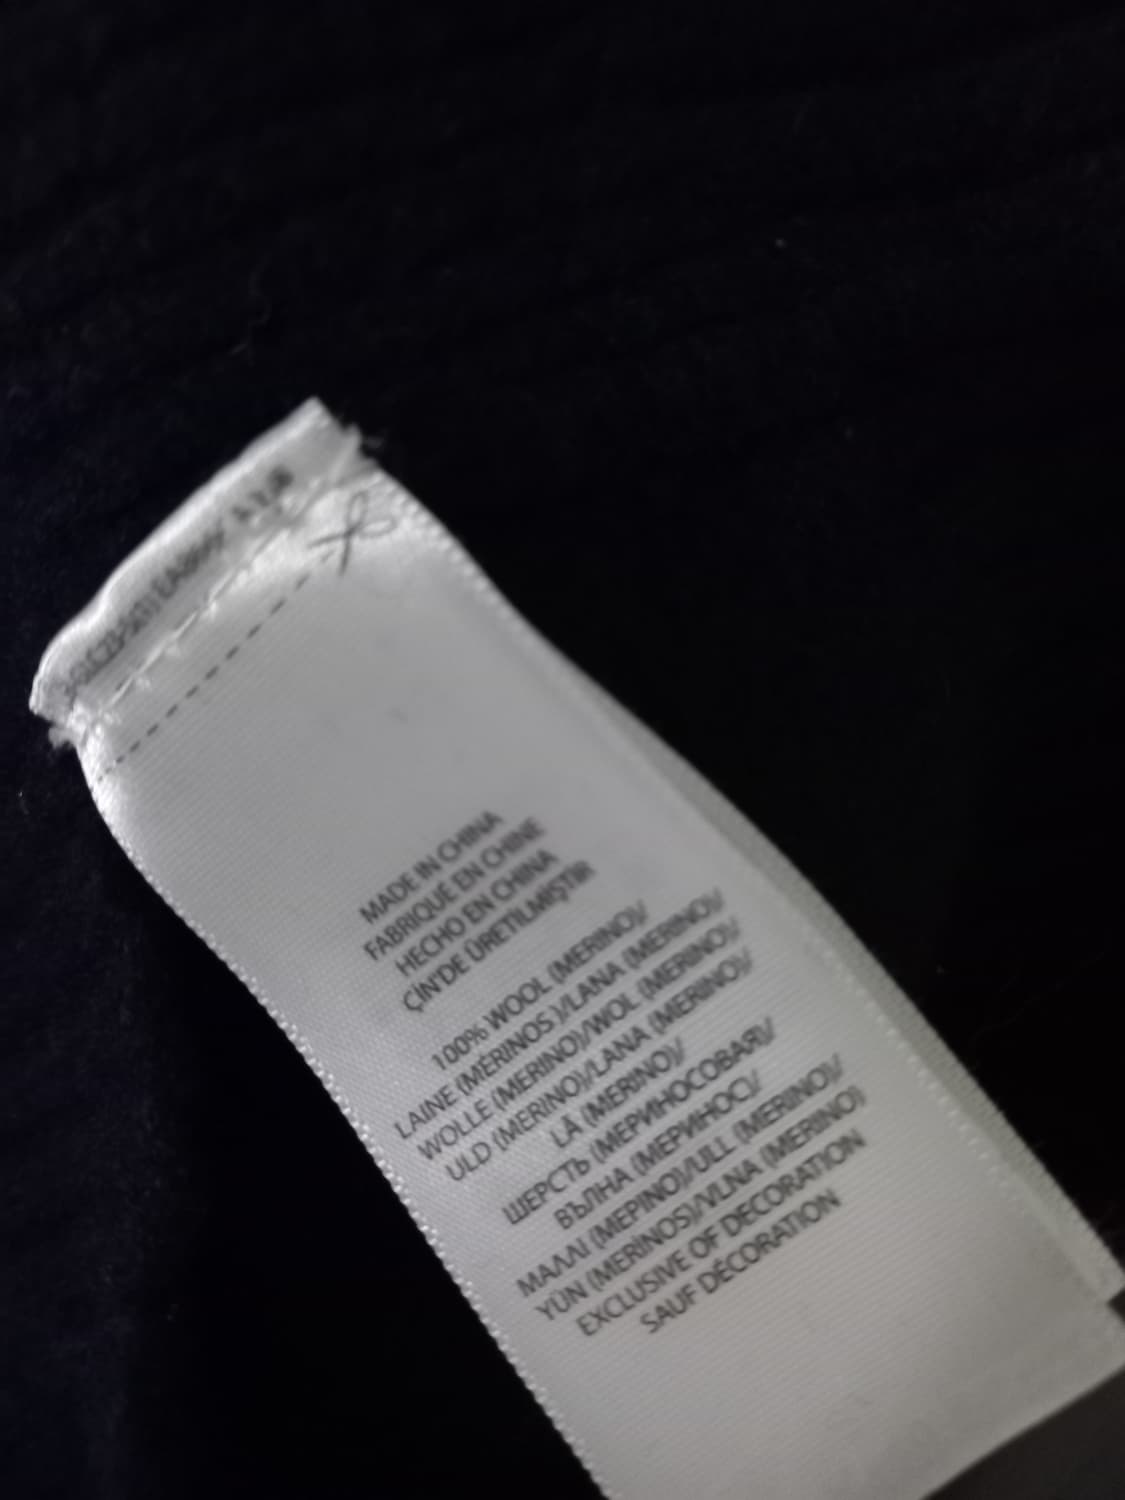 MADE IN CHINA
FABRIQUÉ EN CHINE
HECHO EN CHINA
ÇİN'DE ÜRETİLMİŞTİR
100% WOOL (MERINO)/
LAINE (MÉRINOS )/LANA (MERINO)/
WOLLE (MERINO)/WOL (MERINO)/
ULD (MERINO)/LANA (MERINO)/
LÃ (MERINO)/
ШЕРСТЬ (МЕРИНОСОВАЯ)/
ВЪЛНА (МЕРИНОС)/
ΜΑΛΛΙ (ΜΕΡΙΝΟ)/ULL (MERINO)/
YÜN (MERİNOS)/VLNA (MERINO)
EXCLUSIVE OF DECORATION
SAUF DÉCORATION